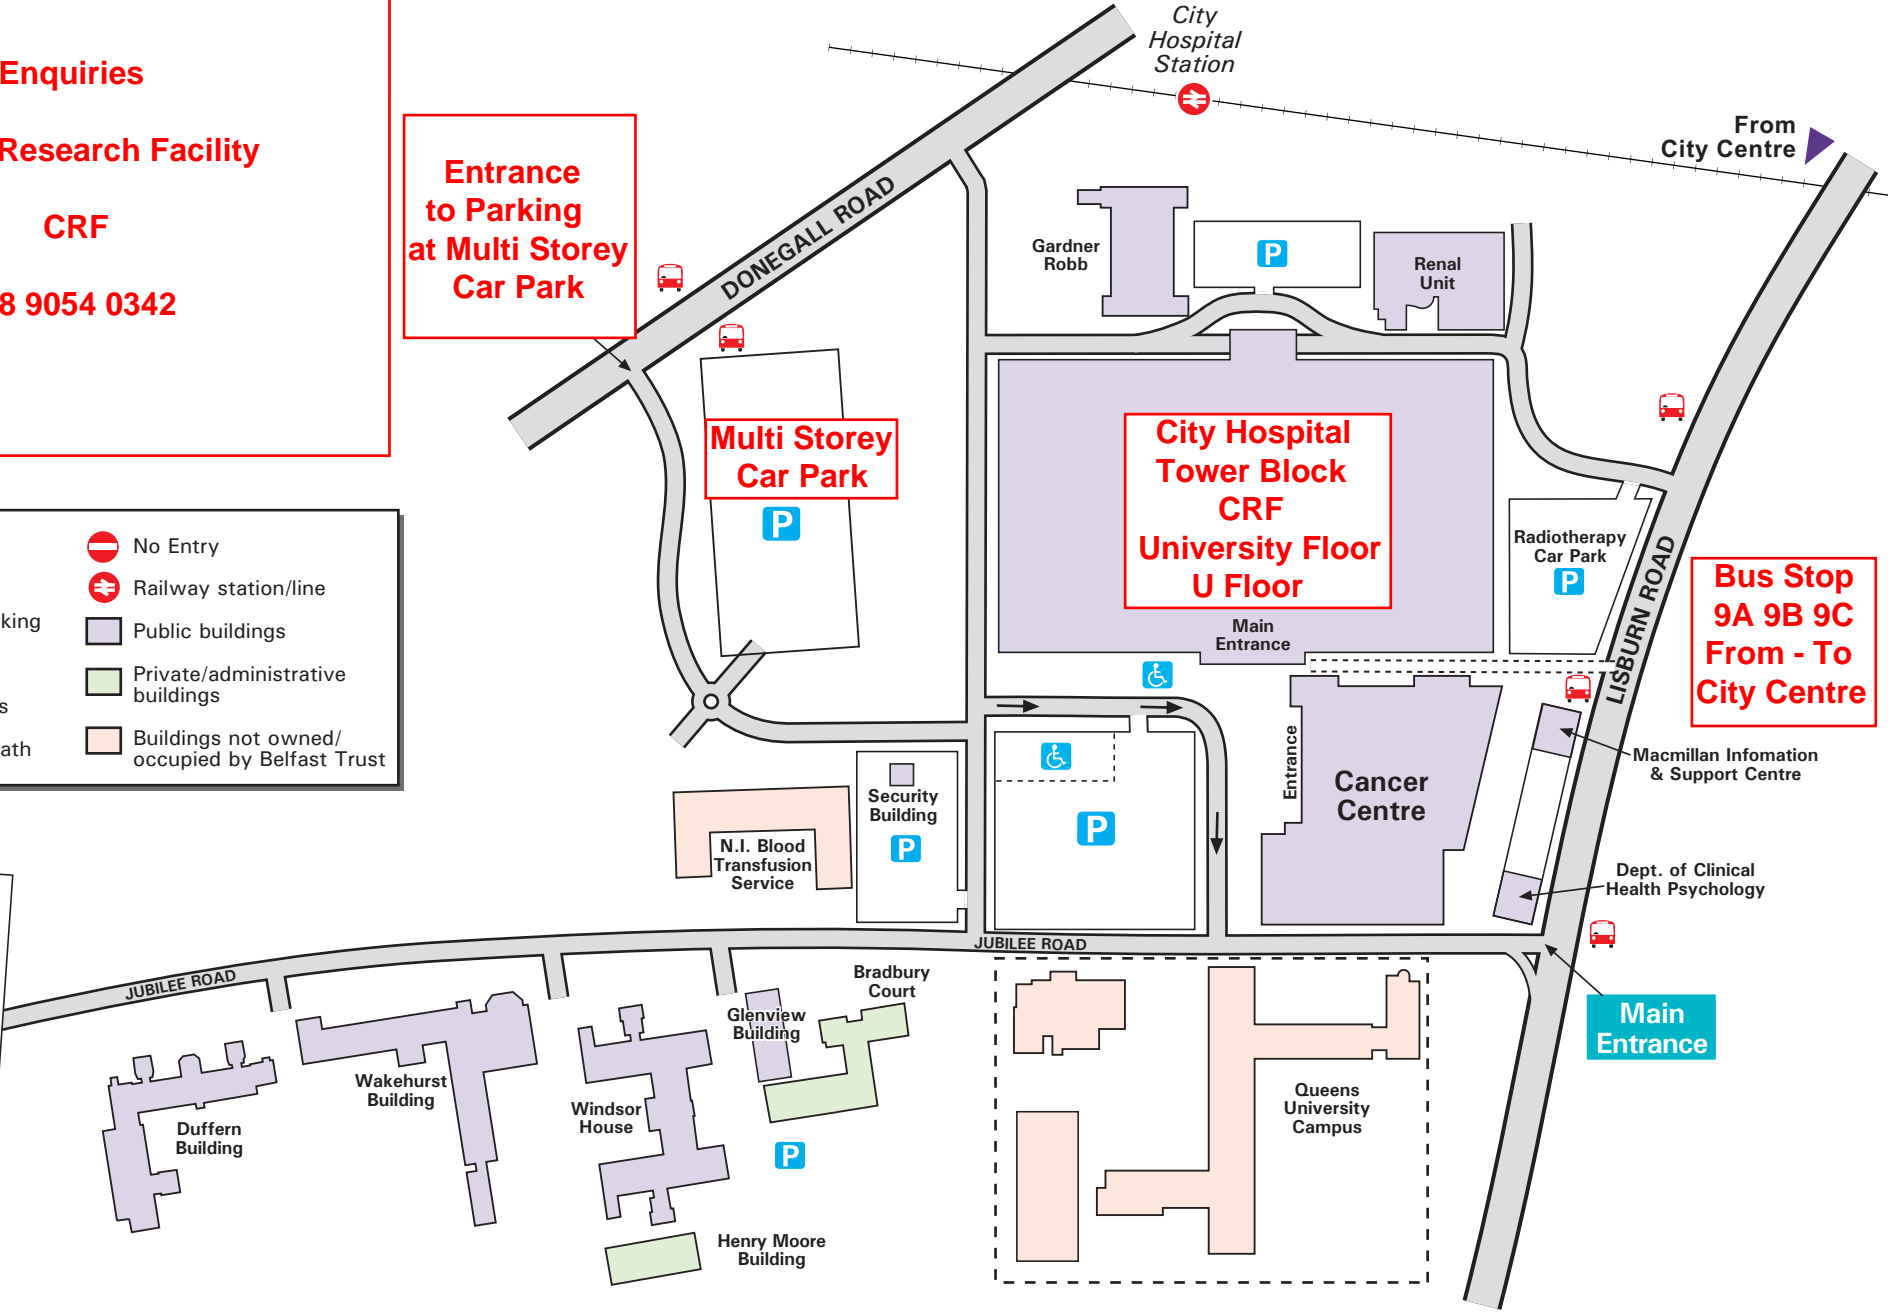 Enquiries
Research Facility
CRF
8 9054 0342
Entrance
to Parking
at Multi Storey
Car Park
City
Hospital
Station
From
City Centre
DONEGALL ROAD
Gardner
Robb
P
Renal
Unit
Multi Storey
Car Park
P
City Hospital
Tower Block
CRF
University Floor
U Floor
Main
Entrance
Radiotherapy
Car Park
P
LISBURN ROAD
Bus Stop
9A 9B 9C
From - To
City Centre
No Entry
Railway station/line
king
Public buildings
Private/administrative
buildings
s
Buildings not owned/
occupied by Belfast Trust
ath
Security
Building
P
N.I. Blood
Transfusion
Service
P
Entrance
Cancer
Centre
Macmillan Infomation
& Support Centre
Dept. of Clinical
Health Psychology
JUBILEE ROAD
JUBILEE ROAD
Main
Entrance
Bradbury
Court
Glenview
Building
Wakehurst
Building
Windsor
House
Duffern
Building
P
Henry Moore
Building
Queens
University
Campus